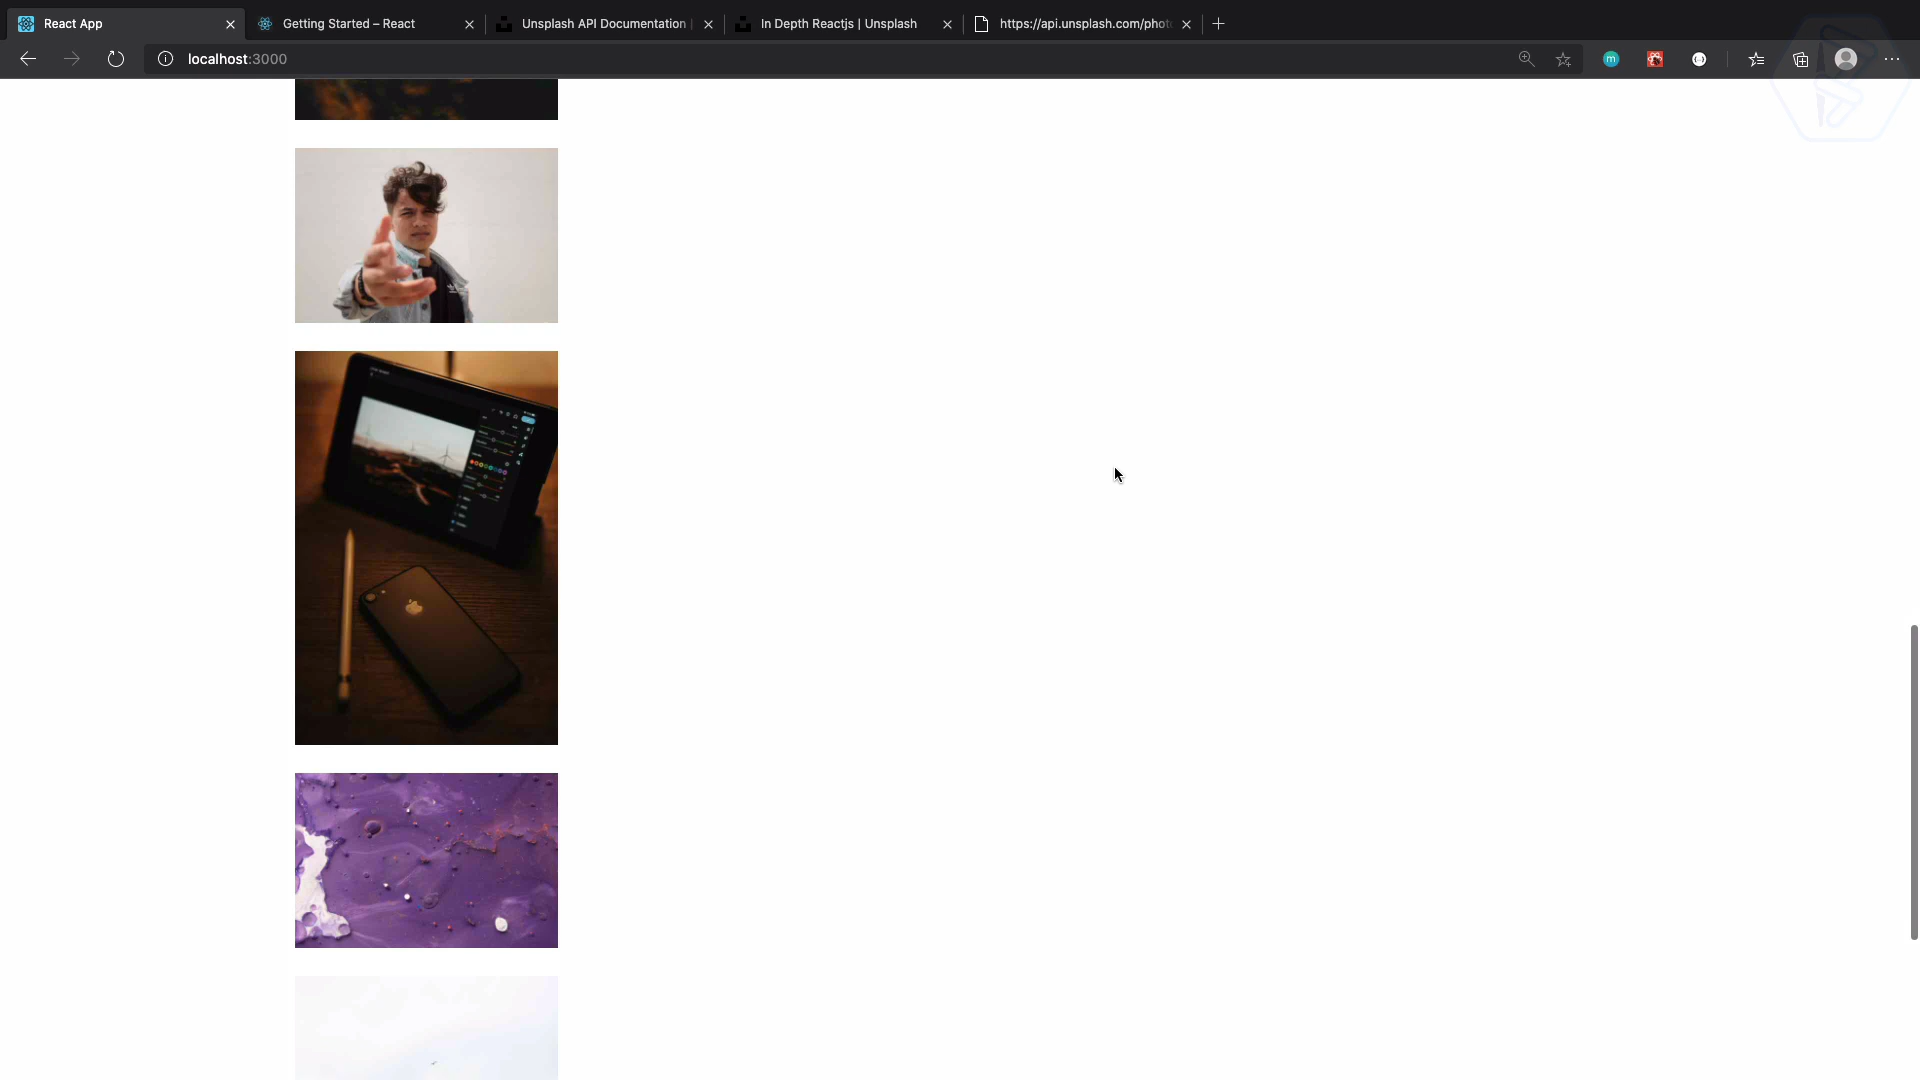 React App
Getting Started – React
Unsplash API Documentation |
In Depth Reactjs | Unsplash
https://api.unsplash.com/phot
localhost:3000
m